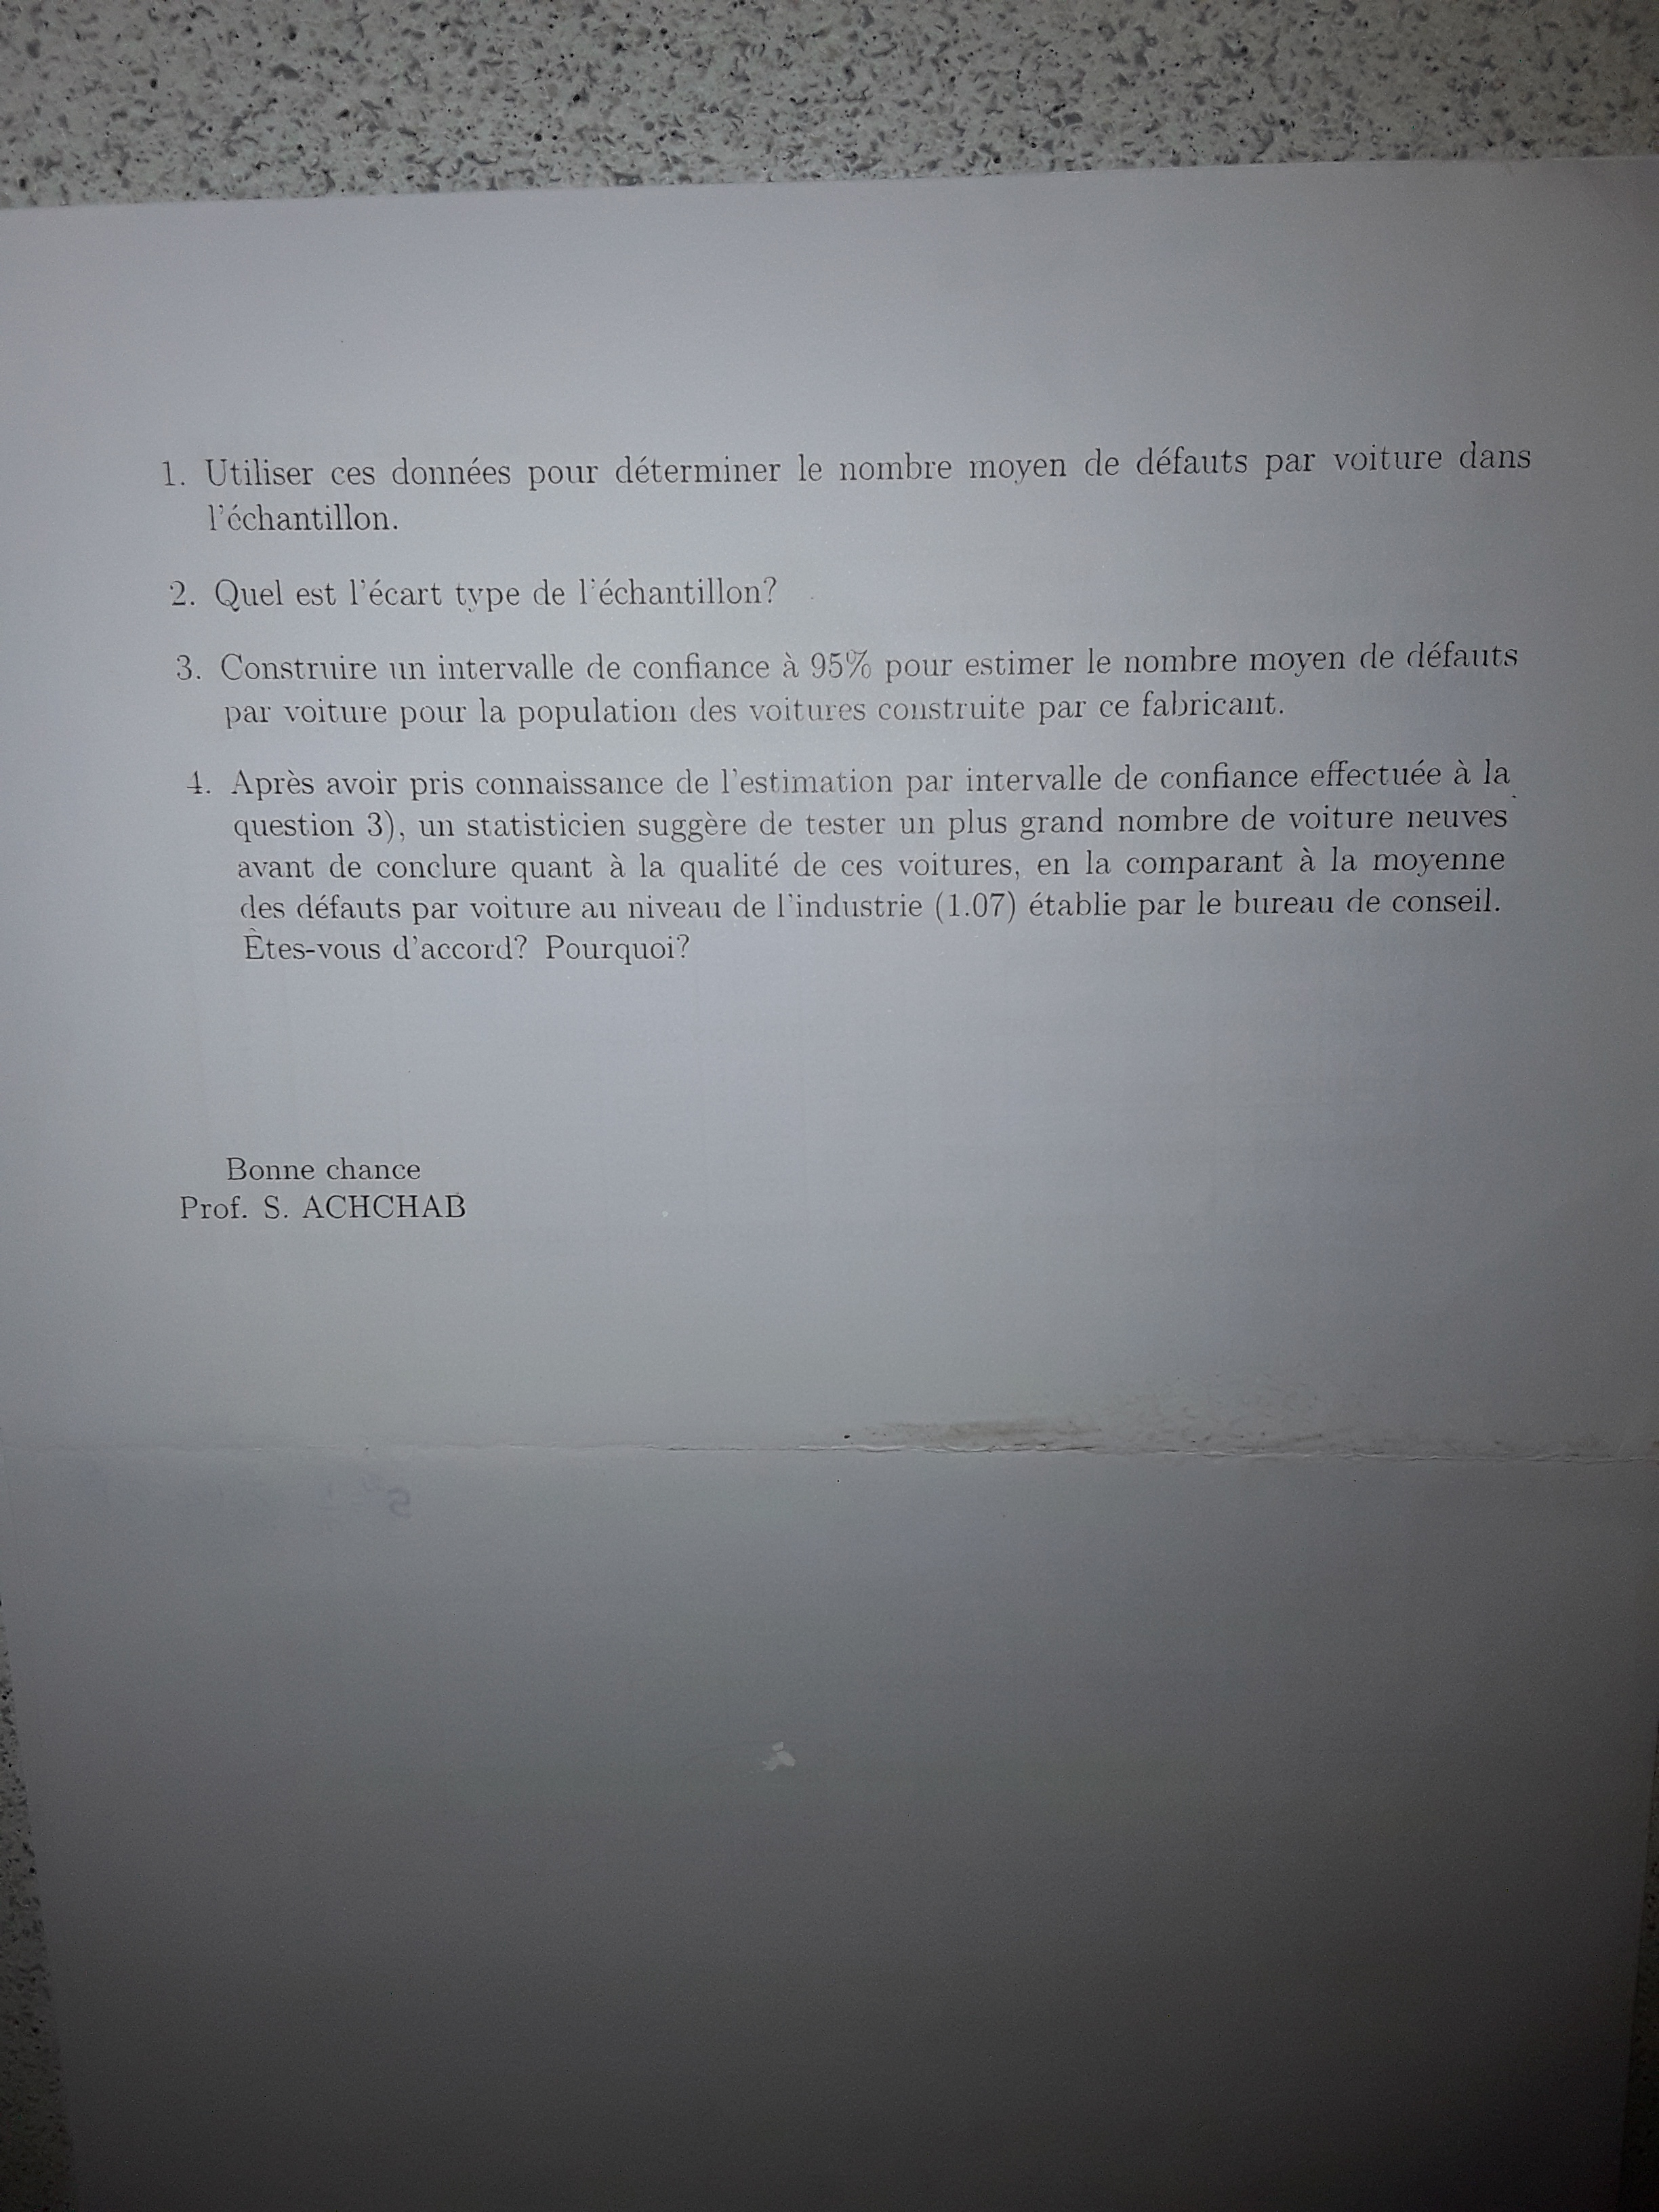 1. Utiliser ces données pour déterminer le nombre moyen de défauts par voiture dans
l'échantillon.
2. Quel est l'écart type de l'échantillon?
3. Construire un intervalle de confiance à 95% pour estimer le nombre moyen de défauts
par voiture pour la population des voitures construite par ce fabricant.
4. Après avoir pris connaissance de l'estimation par intervalle de confiance effectuée à la
question 3), un statisticien suggère de tester un plus grand nombre de voiture neuves
avant de conclure quant à la qualité de ces voitures, en la comparant à la moyenne
des défauts par voiture au niveau de l'industrie (1.07) établie par le bureau de conseil.
Êtes-vous d'accord? Pourquoi?
Bonne chance
Prof. S. ACHCHAB